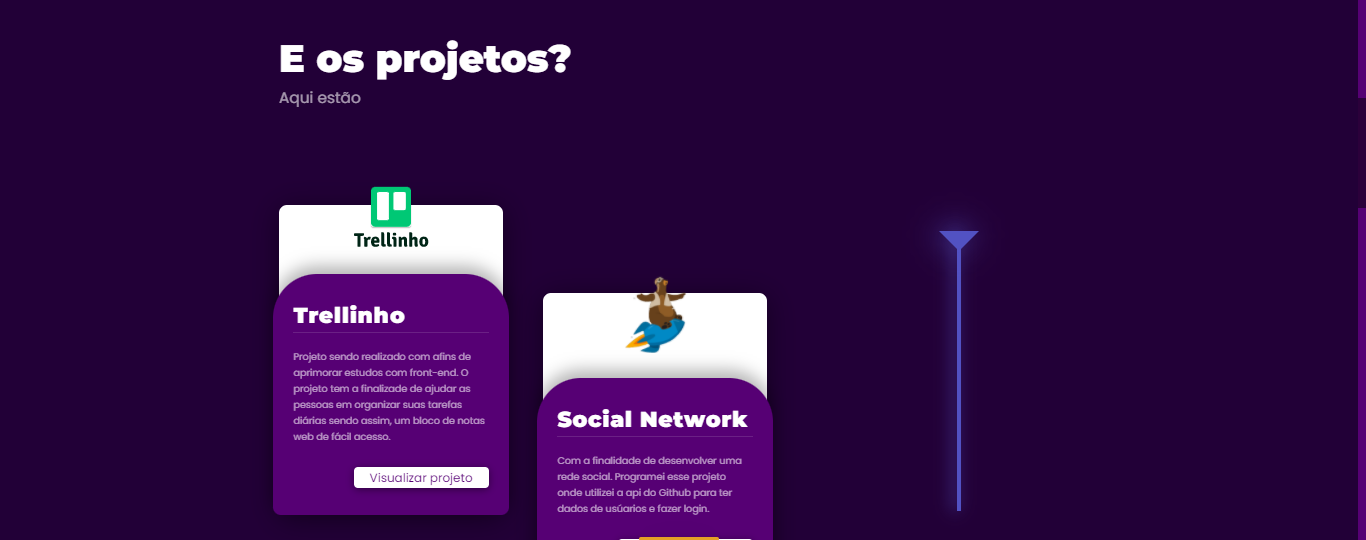 E os projetos?
Aqui estão
Trellinho
Trellinho
Projeto sendo realizado com afins de
aprimorar estudos com front-end. O
projeto tem a finalizade de ajudar as
pessoas em organizar suas tarefas
diárias sendo assim, um bloco de notas
web de fácil acesso.
Visualizar projeto
Social Network
Com a finalidade de desenvolver uma
rede social. Programei esse projeto
onde utilizei a api do Github para ter
dados de usúarios e fazer login.